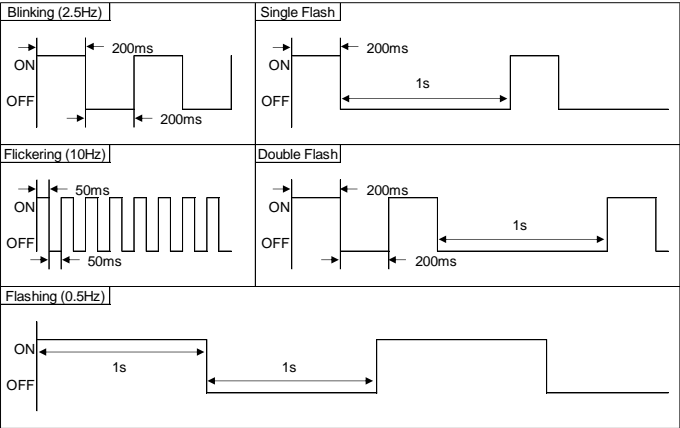 Blinking (2.5Hz)
200ms
ON
OFF
200ms
Single Flash
200ms
ON
1s
OFF
Flickering (10Hz)
50ms
ON
OFF
50ms
Double Flash
200ms
ON
1s
OFF
200ms
Flashing (0.5Hz)
ON
1s
1s
OFF